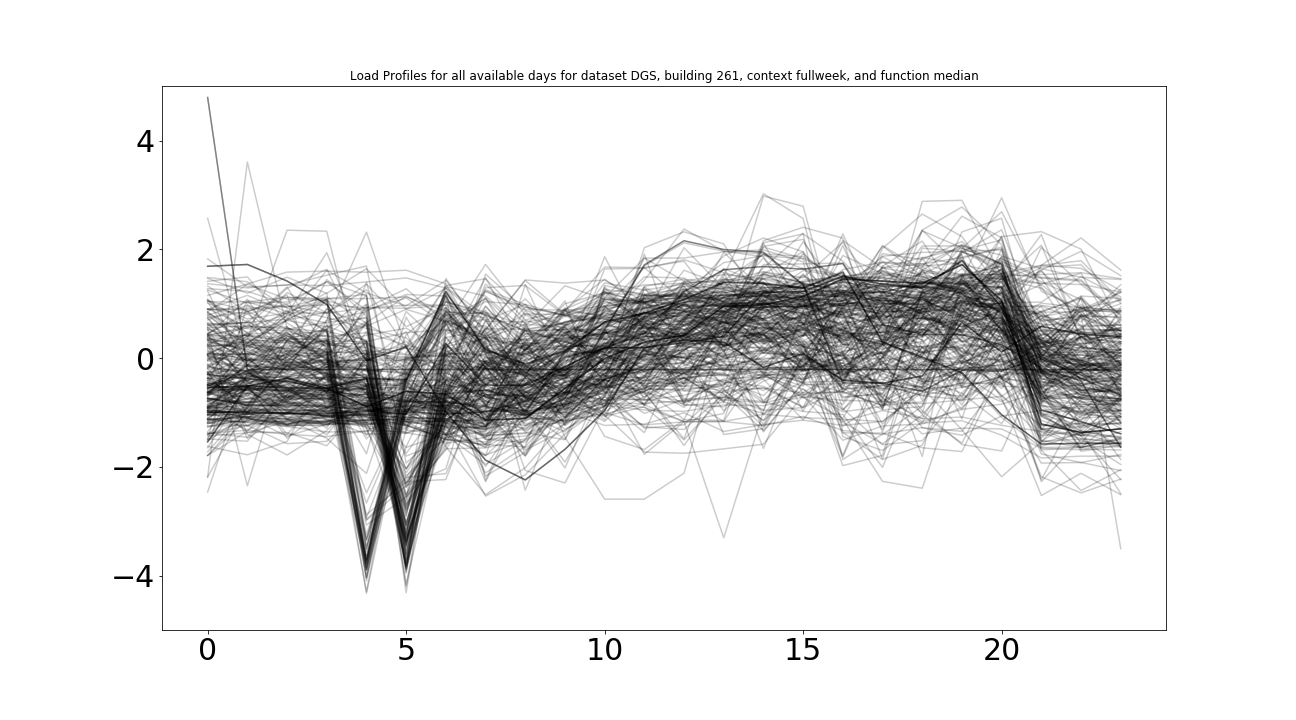 Load Profiles for all available days for dataset DGS, building 261, context fullweek, and function median
4
2
0
−2
−4
0 5 10 15 20